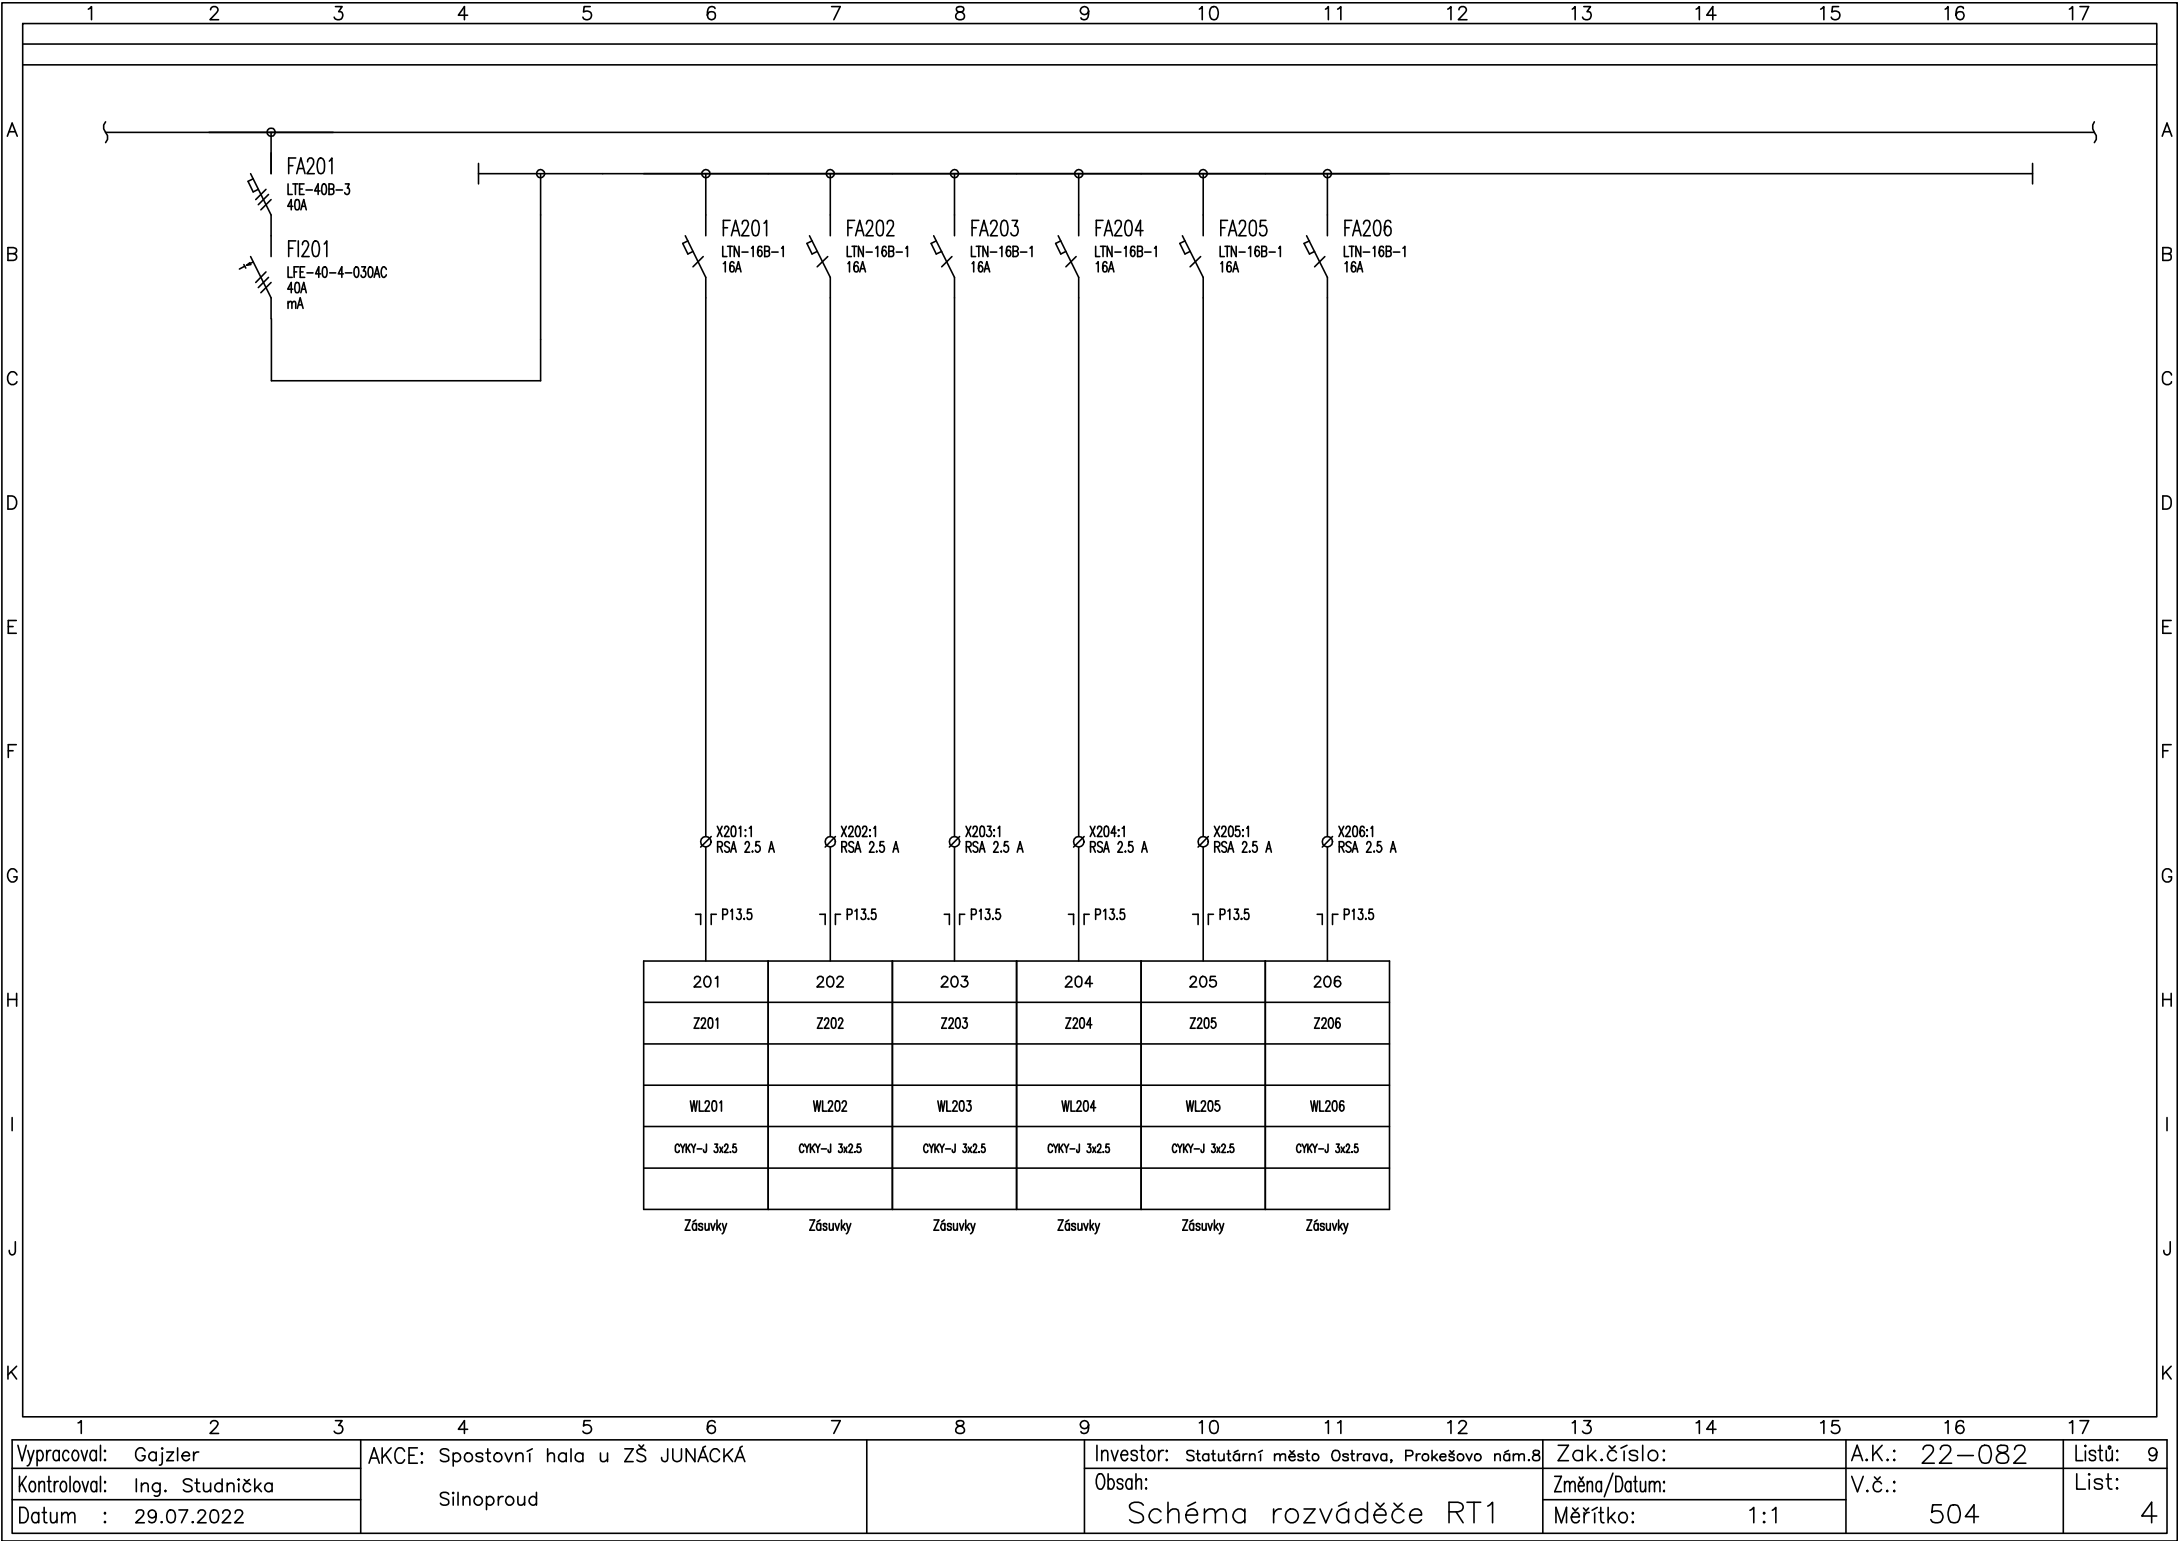 1 2 3 4 5 6 7 8 9 10 11 12 13 14 15 16 17
A A
FA201
LTE-40B-3
40A
FI201
LFE-40-4-030AC
40A
mA
FA201 FA202 FA203 FA204 FA205 FA206
B LTN-16B-1 LTN-16B-1 LTN-16B-1 LTN-16B-1 LTN-16B-1 LTN-16B-1 B
16A 16A 16A 16A 16A 16A
C C
D D
E E
F F
X201:1 X202:1 X203:1 X204:1 X205:1 X206:1
RSA 2.5 A RSA 2.5 A RSA 2.5 A RSA 2.5 A RSA 2.5 A RSA 2.5 A
G G
P13.5 P13.5 P13.5 P13.5 P13.5 P13.5
201 202 203 204 205 206
H H
Z201 Z202 Z203 Z204 Z205 Z206
WL201 WL202 WL203 WL204 WL205 WL206
I I
CYKY-J 3x2.5 CYKY-J 3x2.5 CYKY-J 3x2.5 CYKY-J 3x2.5 CYKY-J 3x2.5 CYKY-J 3x2.5
Zásuvky Zásuvky Zásuvky Zásuvky Zásuvky Zásuvky
J J
K K
1 2 3 4 5 6 7 8 9 10 11 12 13 14 15 16 17
Vypracoval: Gajzler
Kontroloval: Ing. Studnička
Datum : 29.07.2022
AKCE: Spostovní hala u ZŠ JUNÁCKÁ
Silnoproud
Investor: Statutární město Ostrava, Prokešovo nám.8
Obsah:
Schéma rozváděče RT1
Zak.číslo:
Změna/Datum:
Měřítko: 1:1
A.K.: 22-082
V.č.:
504
Listů: 9
List:
4